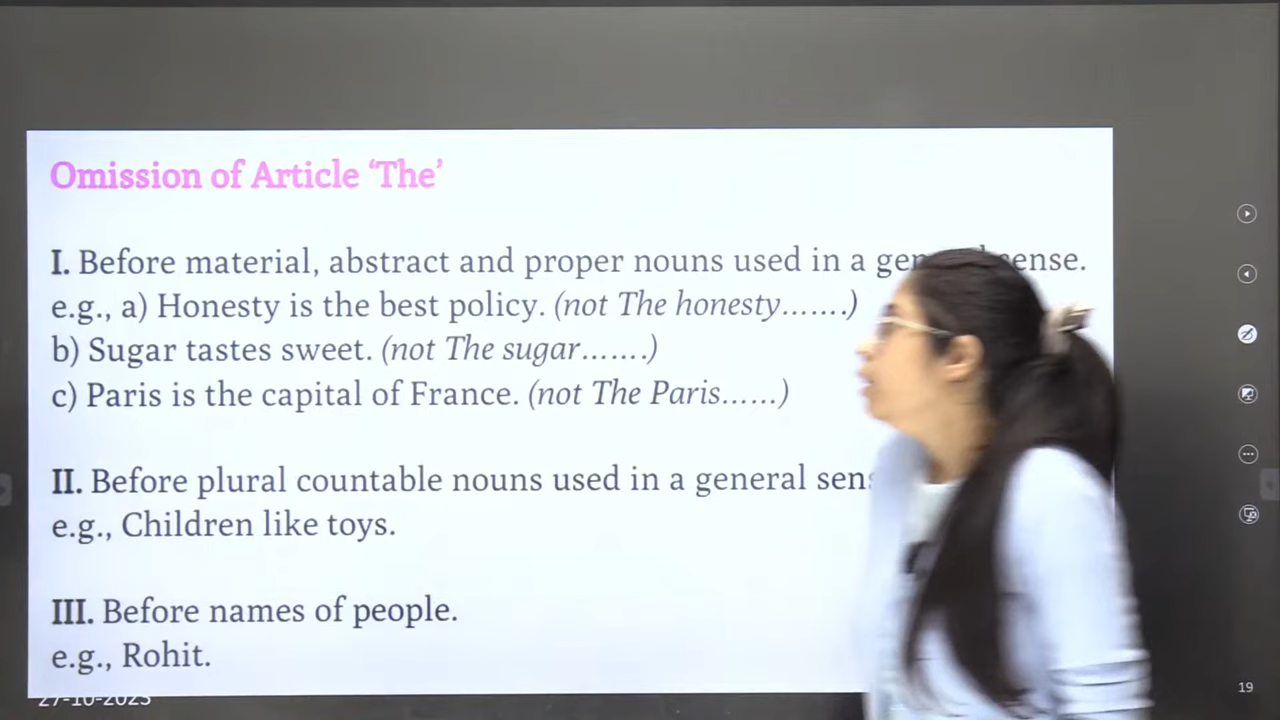 Omission of Article ‘The’
I. Before material, abstract and proper nouns used in a general sense.
e.g., a) Honesty is the best policy. (not The honesty.......)
b) Sugar tastes sweet. (not The sugar.......)
c) Paris is the capital of France. (not The Paris......)
II. Before plural countable nouns used in a general
e.g., Children like toys.
III. Before names of people.
e.g., Rohit.
27-10-2023
19